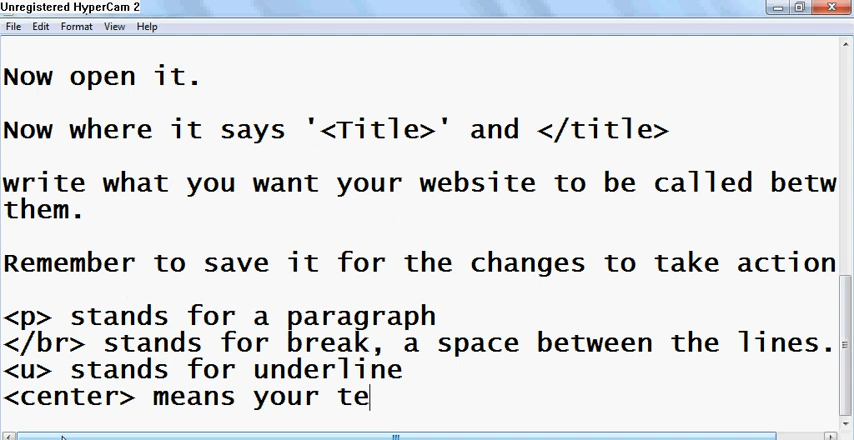 Unregistered HyperCam 2
File Edit Format View Help
Now open it.
Now where it says '<Title>' and </title>
write what you want your website to be called betw
them.
Remember to save it for the changes to take action
<p> stands for a paragraph
</br> stands for break, a space between the lines.
<u> stands for underline
<center> means your te